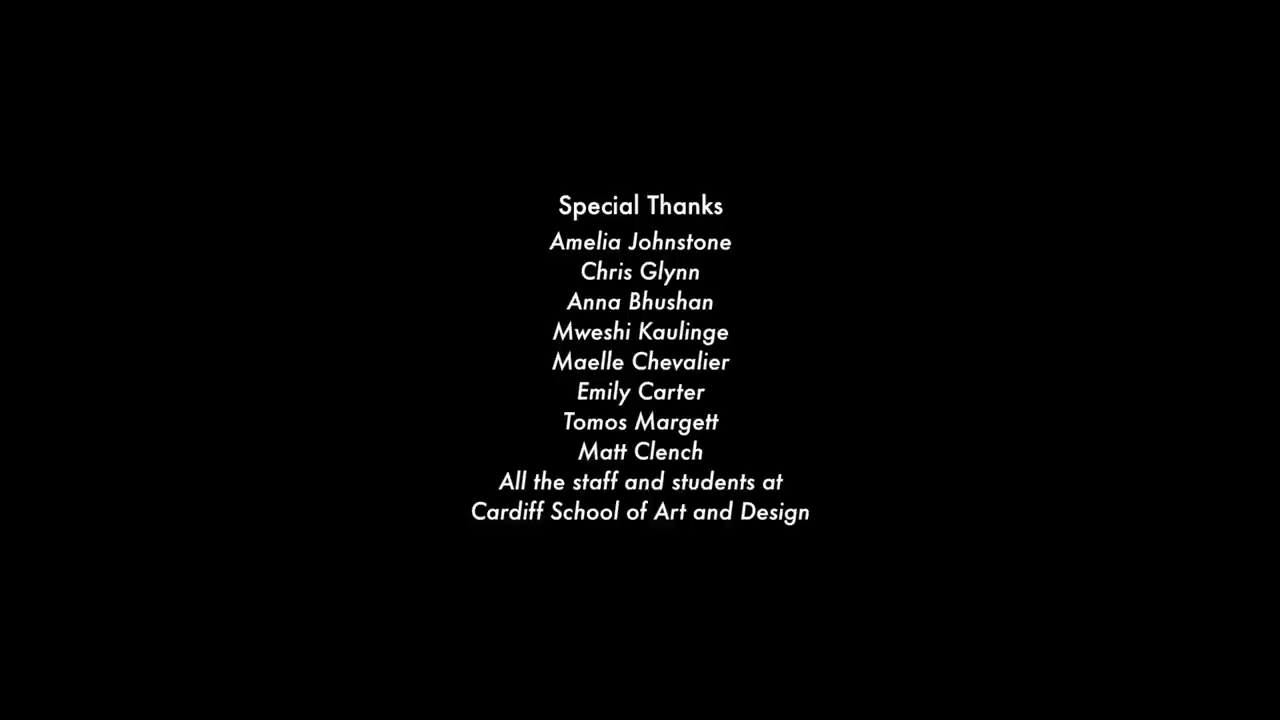 Special Thanks
Amelia Johnstone
Chris Glynn
Anna Bhushan
Mweshi Kaulinge
Maelle Chevalier
Emily Carter
Tomos Margett
Matt Clench
All the staff and students at
Cardiff School of Art and Design